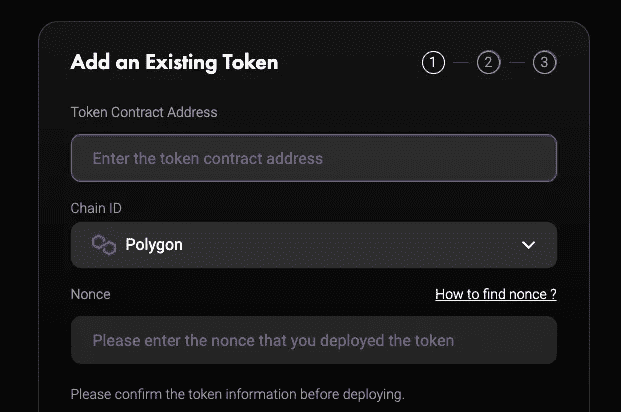 Add an Existing Token
1 2 3
Token Contract Address
Enter the token contract address
Chain ID
Polygon
Nonce How to find nonce ?
Please enter the nonce that you deployed the token
Please confirm the token information before deploying.